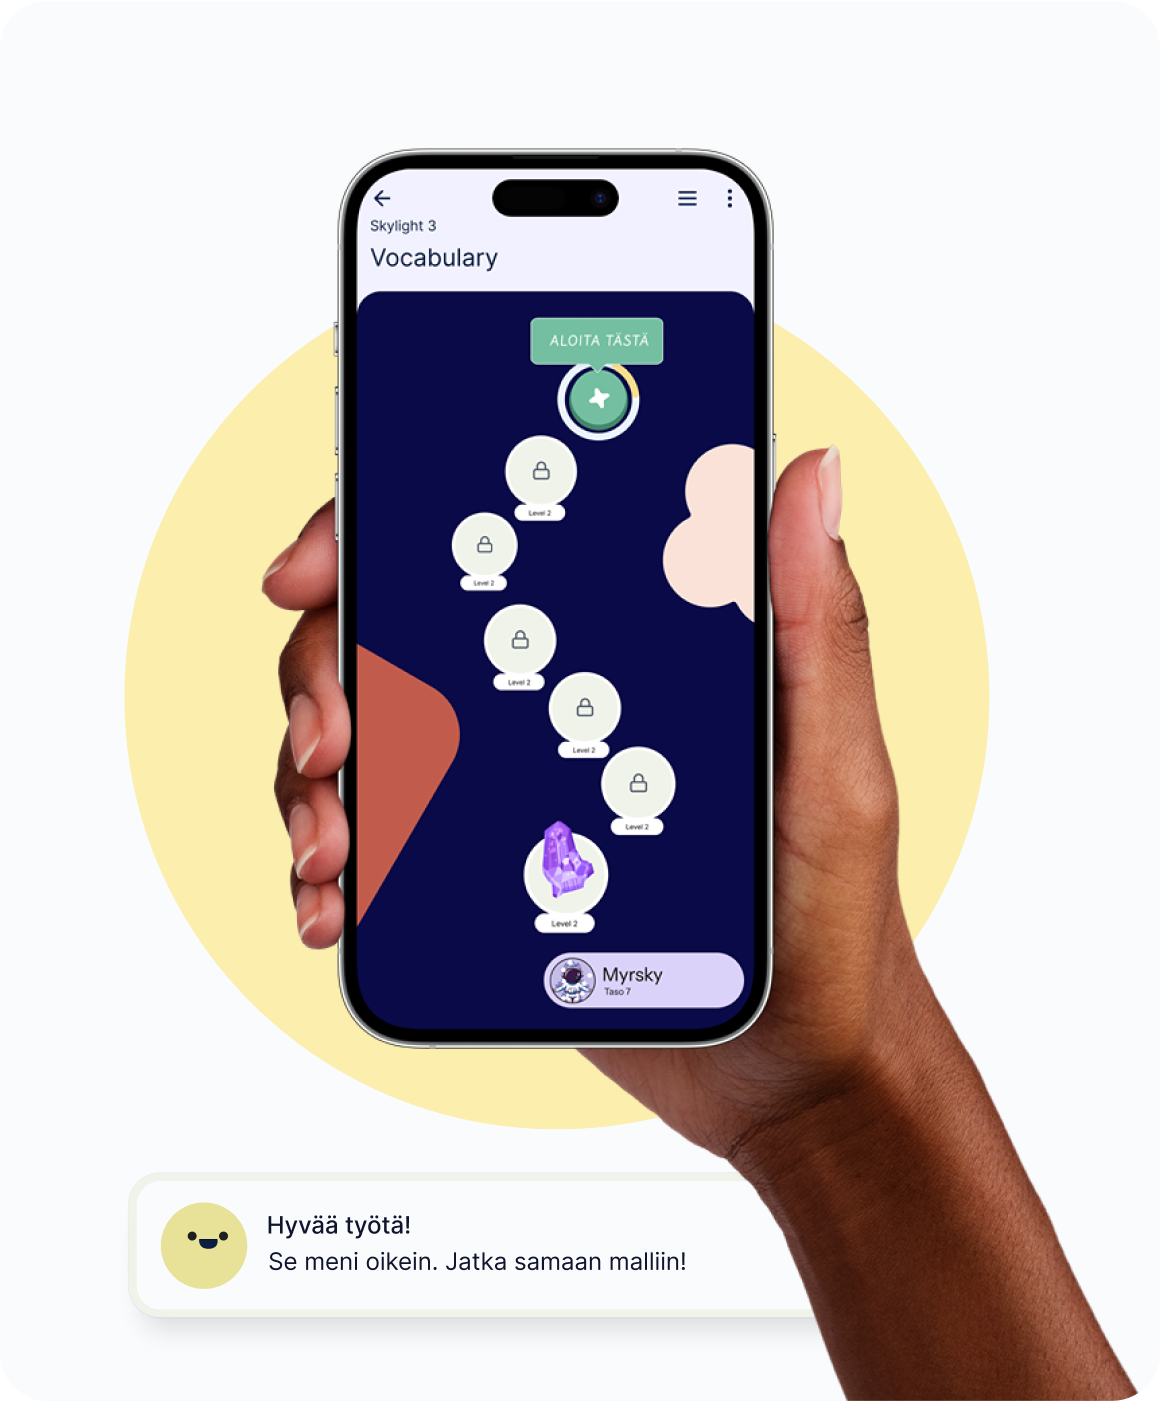 Skylight 3
Vocabulary
ALOITA TÄSTÄ
Level 2
Level 2
Level 2
Level 2
Level 2
Level 2
Myrsky
Taso 7
Hyvää työtä!
Se meni oikein. Jatka samaan malliin!